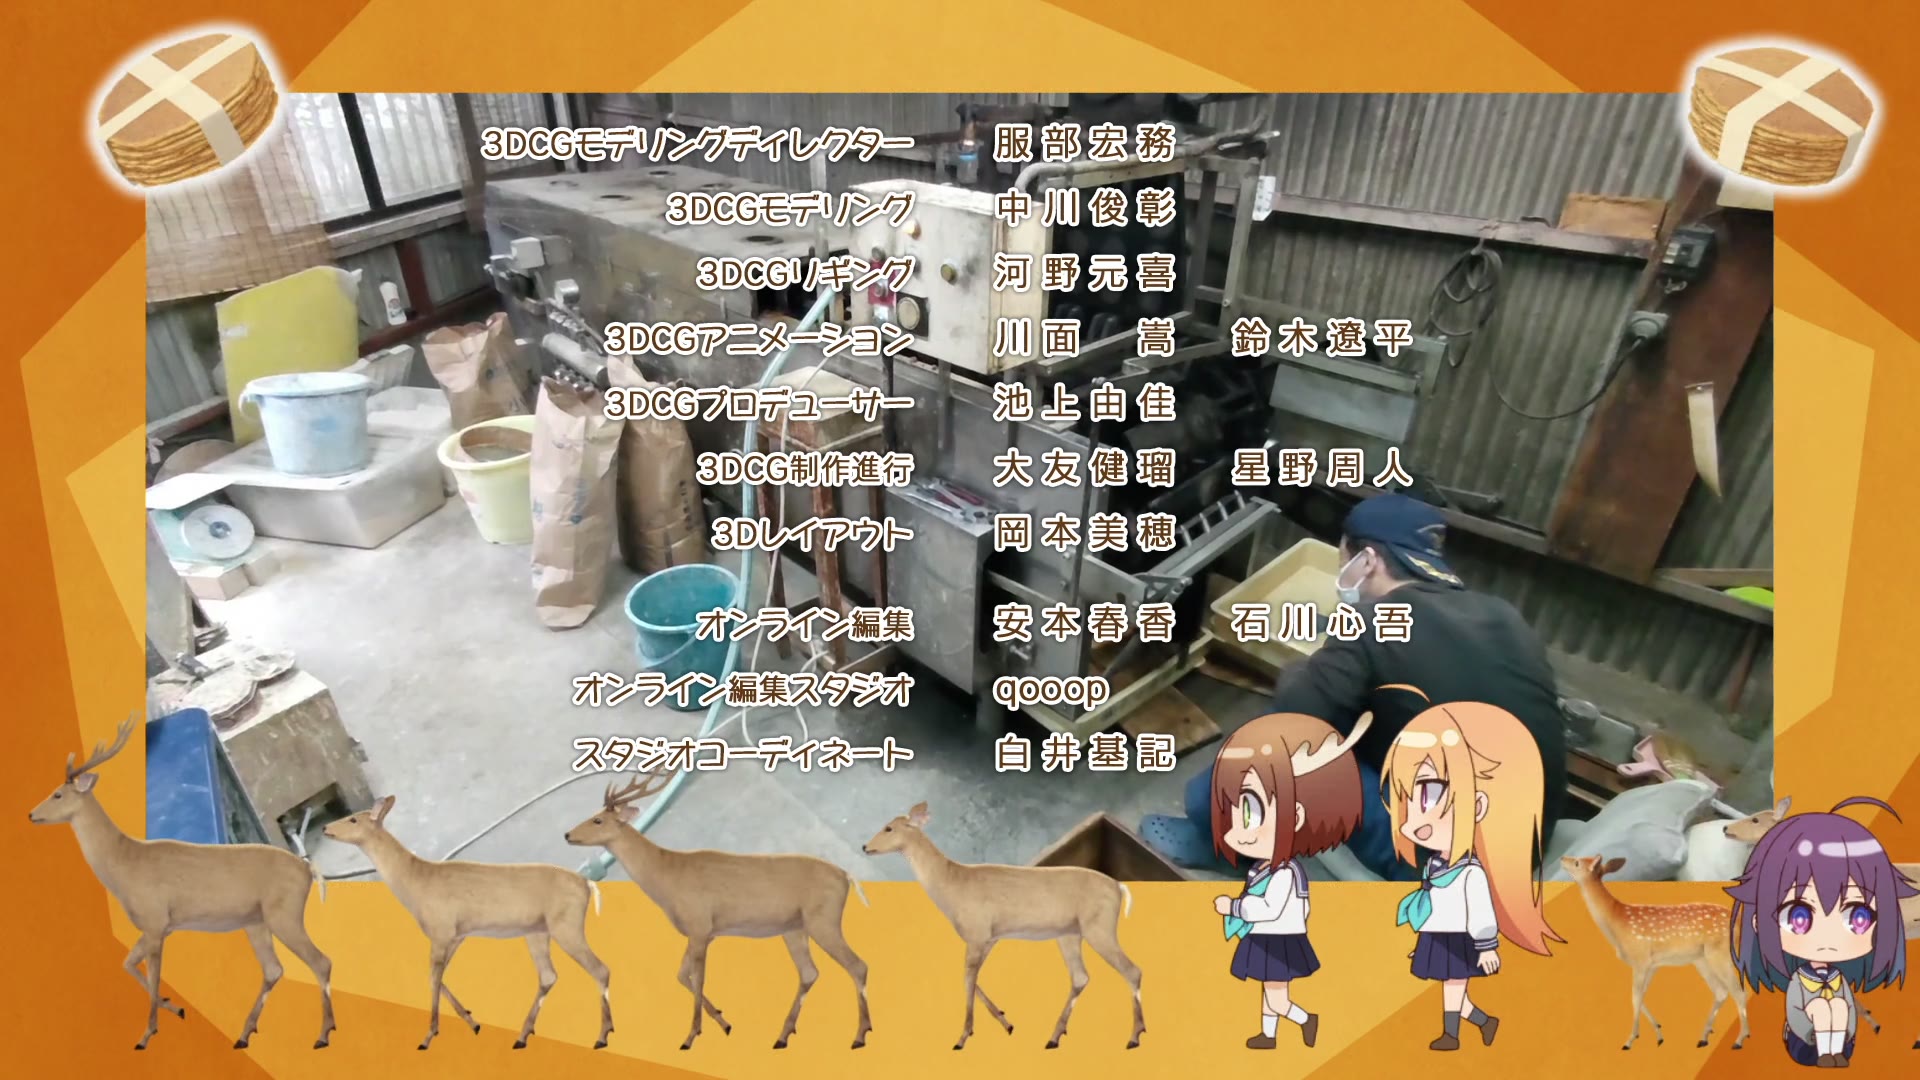 3DCGモデリングディレクター 服部宏務
3DCGモデリング 中川俊彰
3DCGリギング 河野元喜
3DCGアニメーション 川面 嵩 鈴木遼平
3DCGプロデューサー 池上由佳
3DCG制作進行 大友健瑠 星野周人
3Dレイアウト 岡本美穂
オンライン編集 安本春香 石川心吾
オンライン編集スタジオ qooop
スタジオコーディネート 白井基記